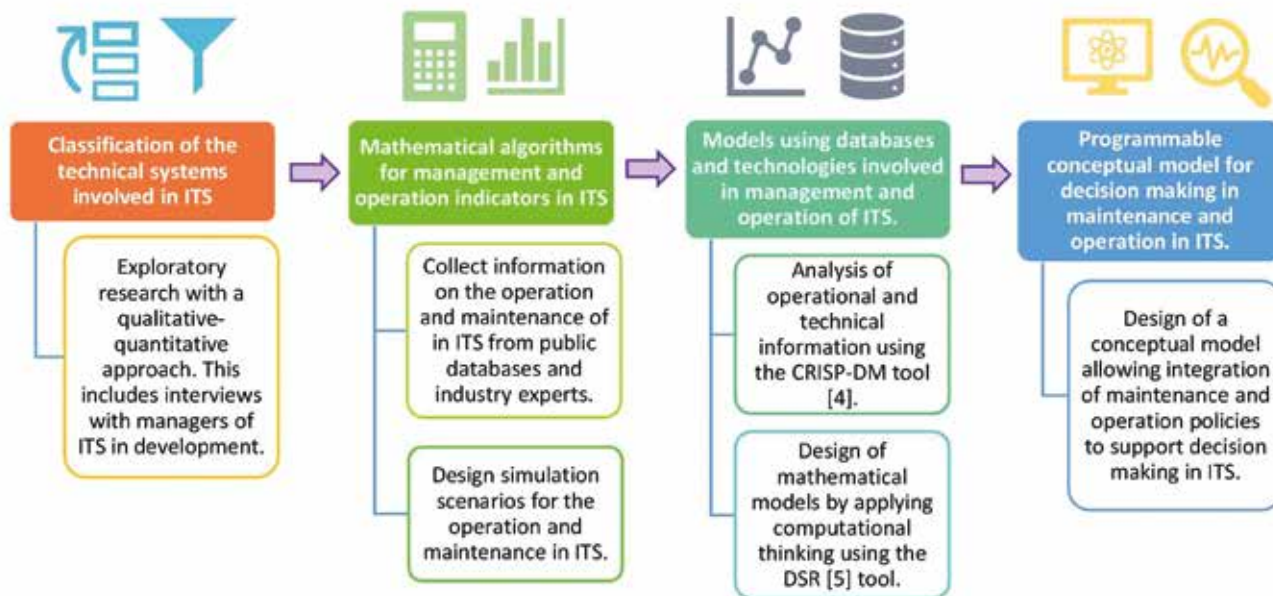 Classification of the
technical systems
involved in ITS
Exploratory
research with a
qualitative-
quantitative
approach. This
includes interviews
with managers of
ITS in development.
Mathematical algorithms
for management and
operation indicators in ITS
Collect information
on the operation
and maintenance of
in ITS from public
databases and
industry experts.
Design simulation
scenarios for the
operation and
maintenance in ITS.
Models using databases
and technologies involved
in management and
operation of ITS.
Analysis of
operational and
technical
information using
the CRISP-DM tool
[4].
Design of
mathematical
models by applying
computational
thinking using the
DSR [5] tool.
Programmable
conceptual model for
decision making in
maintenance and
operation in ITS.
Design of a
conceptual model
allowing integration
of maintenance and
operation policies
to support decision
making in ITS.